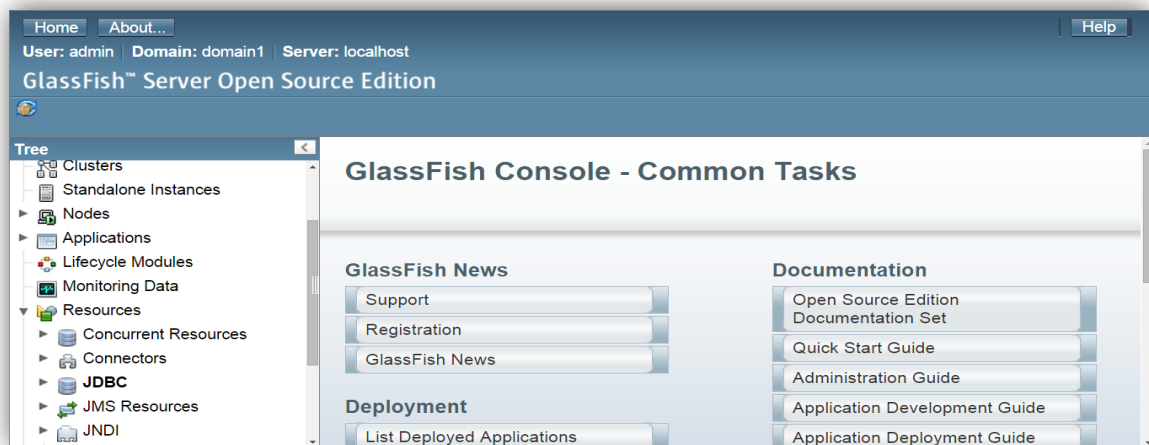 Home About... Help
User: admin Domain: domain1 Server: localhost
GlassFish™ Server Open Source Edition
Tree
Clusters
Standalone Instances
Nodes
Applications
Lifecycle Modules
Monitoring Data
Resources
Concurrent Resources
Connectors
JDBC
JMS Resources
JNDI
GlassFish Console - Common Tasks
GlassFish News
Support
Registration
GlassFish News
Deployment
List Deployed Applications
Documentation
Open Source Edition
Documentation Set
Quick Start Guide
Administration Guide
Application Development Guide
Application Deployment Guide